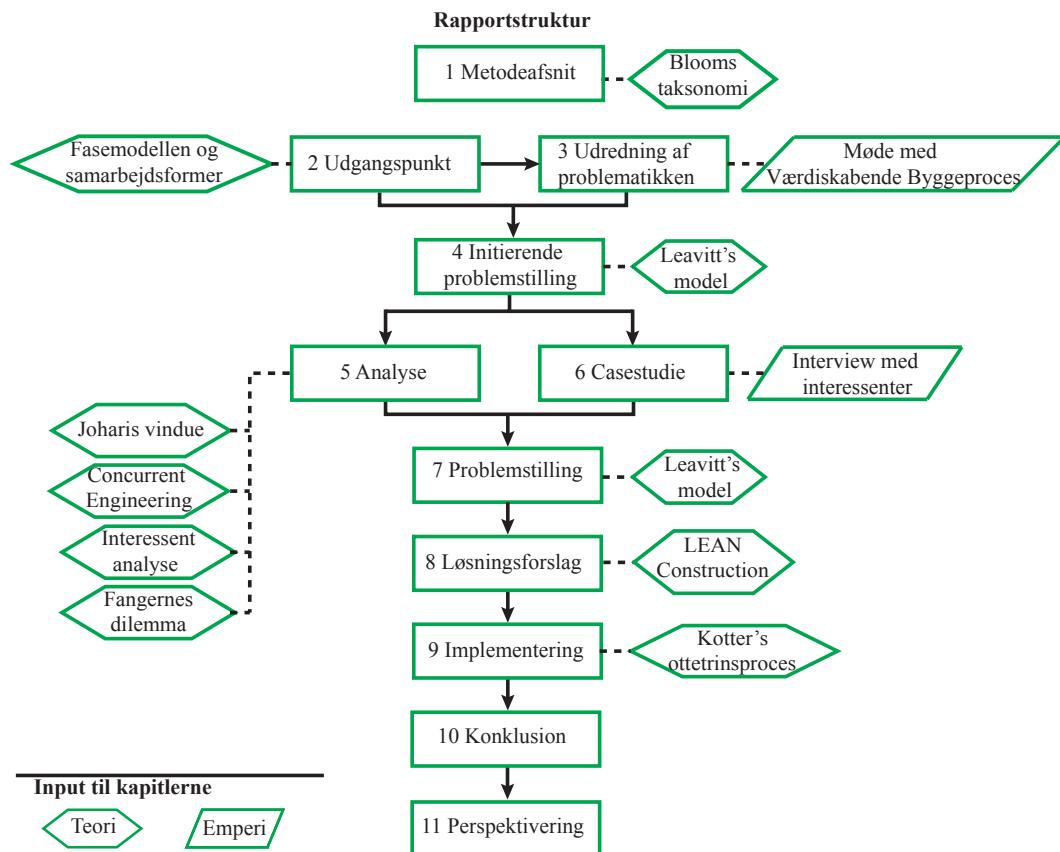 Rapportstruktur
1 Metodeafsnit
Blooms
taksonomi
Fasemodellen og
samarbejdsformer
2 Udgangspunkt
3 Udredning af
problematikken
Møde med
Værdiskabende Byggeproces
4 Initierende
problemstilling
Leavitt's
model
5 Analyse
6 Casestudie
Interview med
interessenter
Joharis vindue
Concurrent
Engineering
Interessent
analyse
Fangernes
dilemma
7 Problemstilling
Leavitt's
model
8 Løsningsforslag
LEAN
Construction
9 Implementering
Kotter's
ottetrinsproces
10 Konklusion
11 Perspektivering
Input til kapitlerne
Teori
Emperi